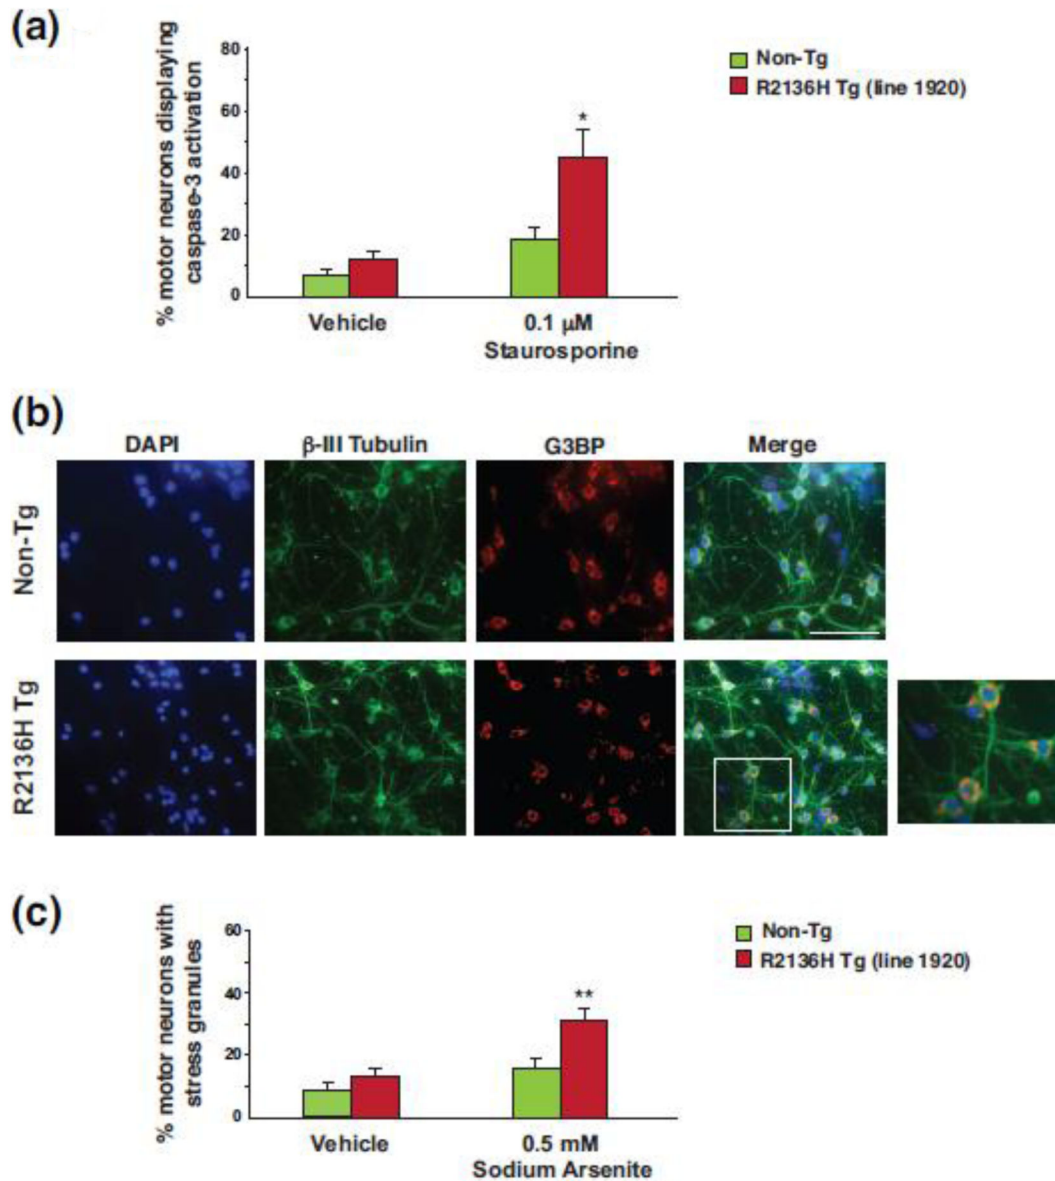 (a)
% motor neurons displaying
caspase-3 activation
80
60
40
20
0
*
Non-Tg
R2136H Tg (line 1920)
Vehicle
0.1 μM
Staurosporine
(b)
DAPI
β-III Tubulin
G3BP
Merge
Non-Tg
R2136H Tg
(c)
% motor neurons with
stress granules
60
40
20
0
**
Non-Tg
R2136H Tg (line 1920)
Vehicle
0.5 mM
Sodium Arsenite